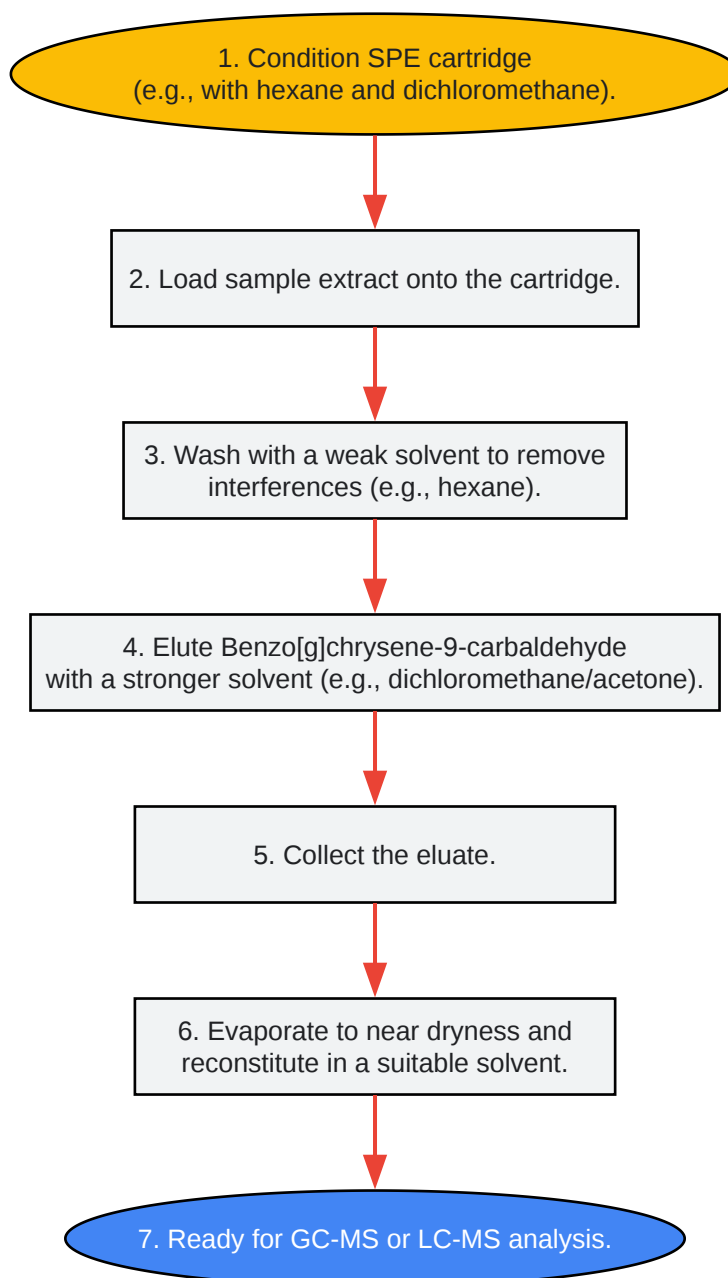 1. Condition SPE cartridge
(e.g., with hexane and dichloromethane).
2. Load sample extract onto the cartridge.
3. Wash with a weak solvent to remove
interferences (e.g., hexane).
4. Elute Benzo[g]chrysene-9-carbaldehyde
with a stronger solvent (e.g., dichloromethane/acetone).
5. Collect the eluate.
6. Evaporate to near dryness and
reconstitute in a suitable solvent.
7. Ready for GC-MS or LC-MS analysis.